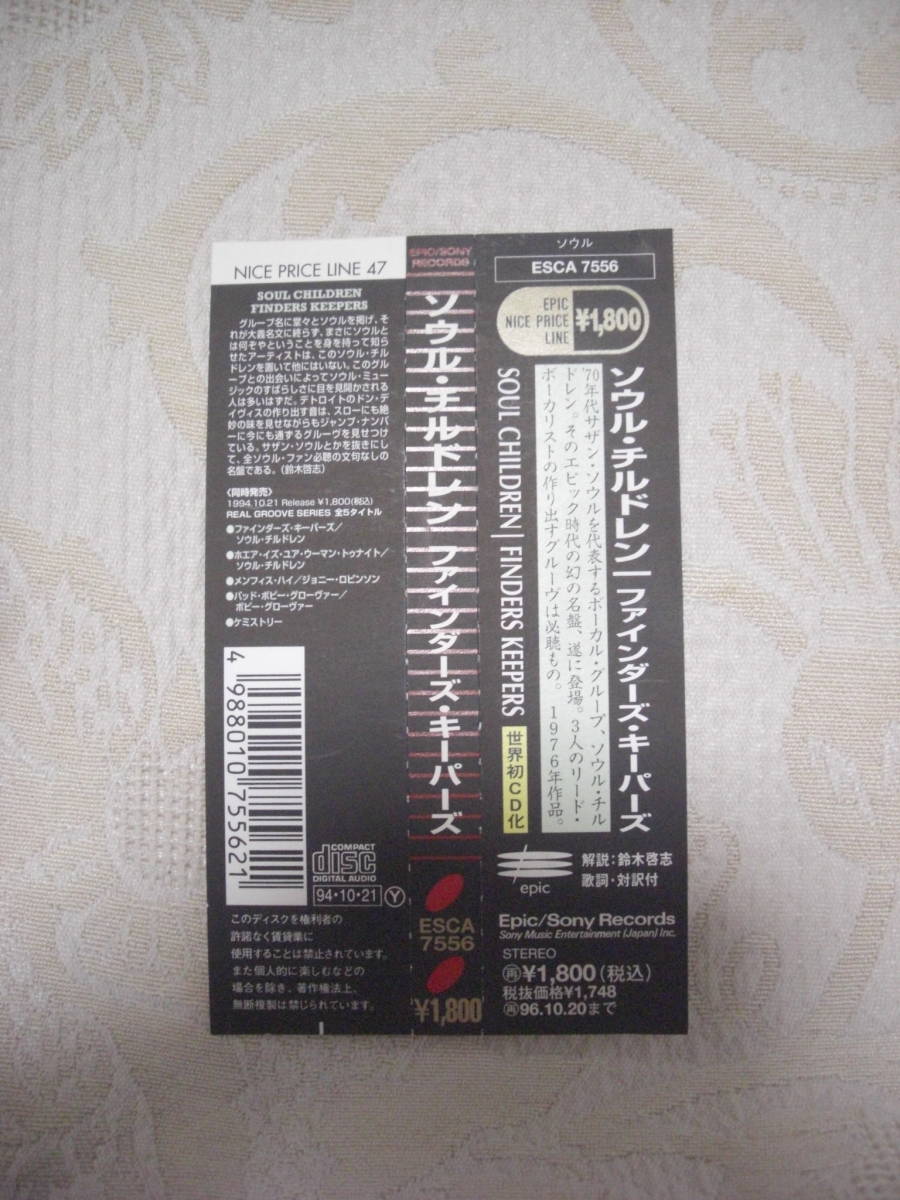 NICE PRICE LINE 47
SOUL CHILDREN
FINDERS KEEPERS
グループ名に堂々とソウルを掲げ、そ
れが大義名文に終らず、まさにソウルと
は何ぞやということを身を持って知ら
せたアーティストは、このソウル・チル
ドレンを置いて他にはいない。このグル
ープとの出会いによってソウル・ミュー
ジックのすばらしさに目を見開かされる
人は多いはずだ。デトロイトのドン・デ
イヴィスの作り出す音は、スローにも絶
妙の味を見せながらもジャンプ・ナンバ
ーに今にも通ずるグルーヴを見せつけ
ている。サザン・ソウルとかを抜きにし
て、全ソウル・ファン必聴の文句なしの
名盤である。(鈴木啓志)
〈同時発売〉
1994.10.21 Release ¥1,800(税込)
REAL GROOVE SERIES 全5タイトル
●ファインダーズ・キーパーズ/
ソウル・チルドレン
●ホエア・イズ・ユア・ウーマン・トゥナイト/
ソウル・チルドレン
●メンフィス・ハイ/ジョニー・ロビンソン
●バッド・ボビー・グローヴァー/
ボビー・グローヴァー
●ケミストリー
4 988010 755621
COMPACT
disc
DIGITAL AUDIO
94・10・21 Y
このディスクを権利者の
許諾なく賃貸業に
使用することは禁止されています。
また個人的に楽しむなどの
場合を除き、著作権法上、
無断複製は禁じられています。
EPIC/SONY
RECORDS
ソウル・チルドレン ファインダーズ・キーパーズ
ESCA
7556
¥1,800
ソウル
ESCA 7556
EPIC
NICE PRICE
LINE
¥1,800
ソウル・チルドレン|ファインダーズ・キーパーズ
'70年代サザン・ソウルを代表するボーカル・グループ、ソウル・チル
ドレン。そのエピック時代の幻の名盤、遂に登場。3人のリード・
ボーカリストの作り出すグルーヴは必聴もの。 1976年作品。
SOUL CHILDREN | FINDERS KEEPERS
世界初CD化
epic
解説:鈴木啓志
歌詞・対訳付
Epic/Sony Records
Sony Music Entertainment (Japan) Inc.
STEREO
再¥1,800(税込)
税抜価格¥1,748
再96.10.20まで